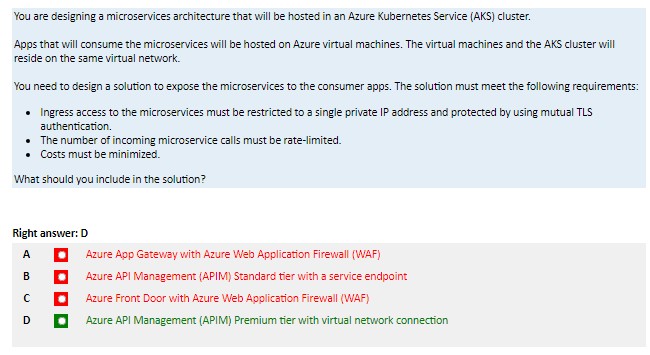 You are designing a microservices architecture that will be hosted in an Azure Kubernetes Service (AKS) cluster.
Apps that will consume the microservices will be hosted on Azure virtual machines. The virtual machines and the AKS cluster will
reside on the same virtual network.
You need to design a solution to expose the microservices to the consumer apps. The solution must meet the following requirements:
• Ingress access to the microservices must be restricted to a single private IP address and protected by using mutual TLS
authentication.
• The number of incoming microservice calls must be rate-limited.
• Costs must be minimized.
What should you include in the solution?
Right answer: D
A Azure App Gateway with Azure Web Application Firewall (WAF)
B Azure API Management (APIM) Standard tier with a service endpoint
C Azure Front Door with Azure Web Application Firewall (WAF)
D Azure API Management (APIM) Premium tier with virtual network connection